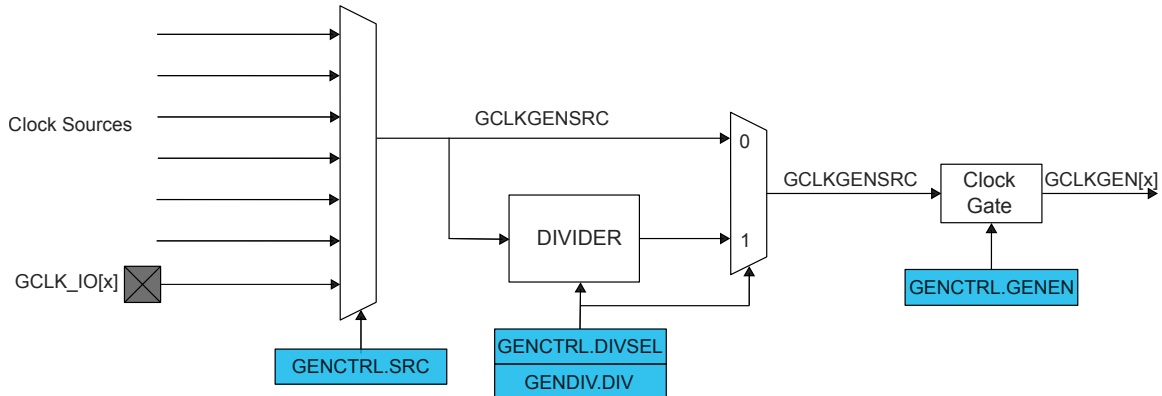 Clock Sources
GCLK_IO[x]
GENCTRL.SRC
GCLKGENSRC
DIVIDER
GENCTRL.DIVSEL
GENDIV.DIV
0
1
GCLKGENSRC
Clock
Gate
GCLKGEN[x]
GENCTRL.GENEN